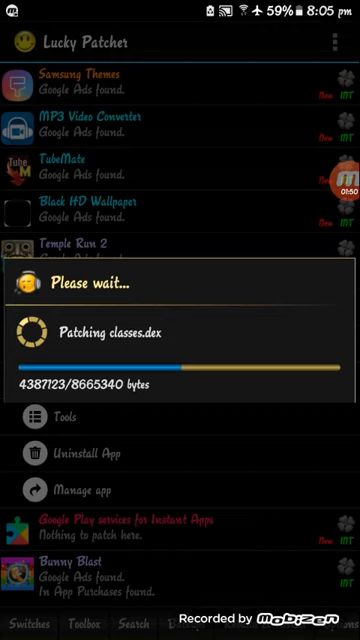 59% 8:05 pm
Lucky Patcher
Samsung Themes
Google Ads found.
New INT
MP3 Video Converter
Google Ads found.
New INT
TubeMate
Tube M
Google Ads found.
01:50
Black HD Wallpaper
Google Ads found.
New INT
Temple Run 2
Please wait...
Patching classes.dex
4387123/8665340 bytes
Tools
Uninstall App
Manage app
Google Play services for Instant Apps
Nothing to patch here.
New INT
Bunny Blast
Google Ads found.
In App Purchases found.
New INT
Switches Toolbox Search
Recorded by Mobizen